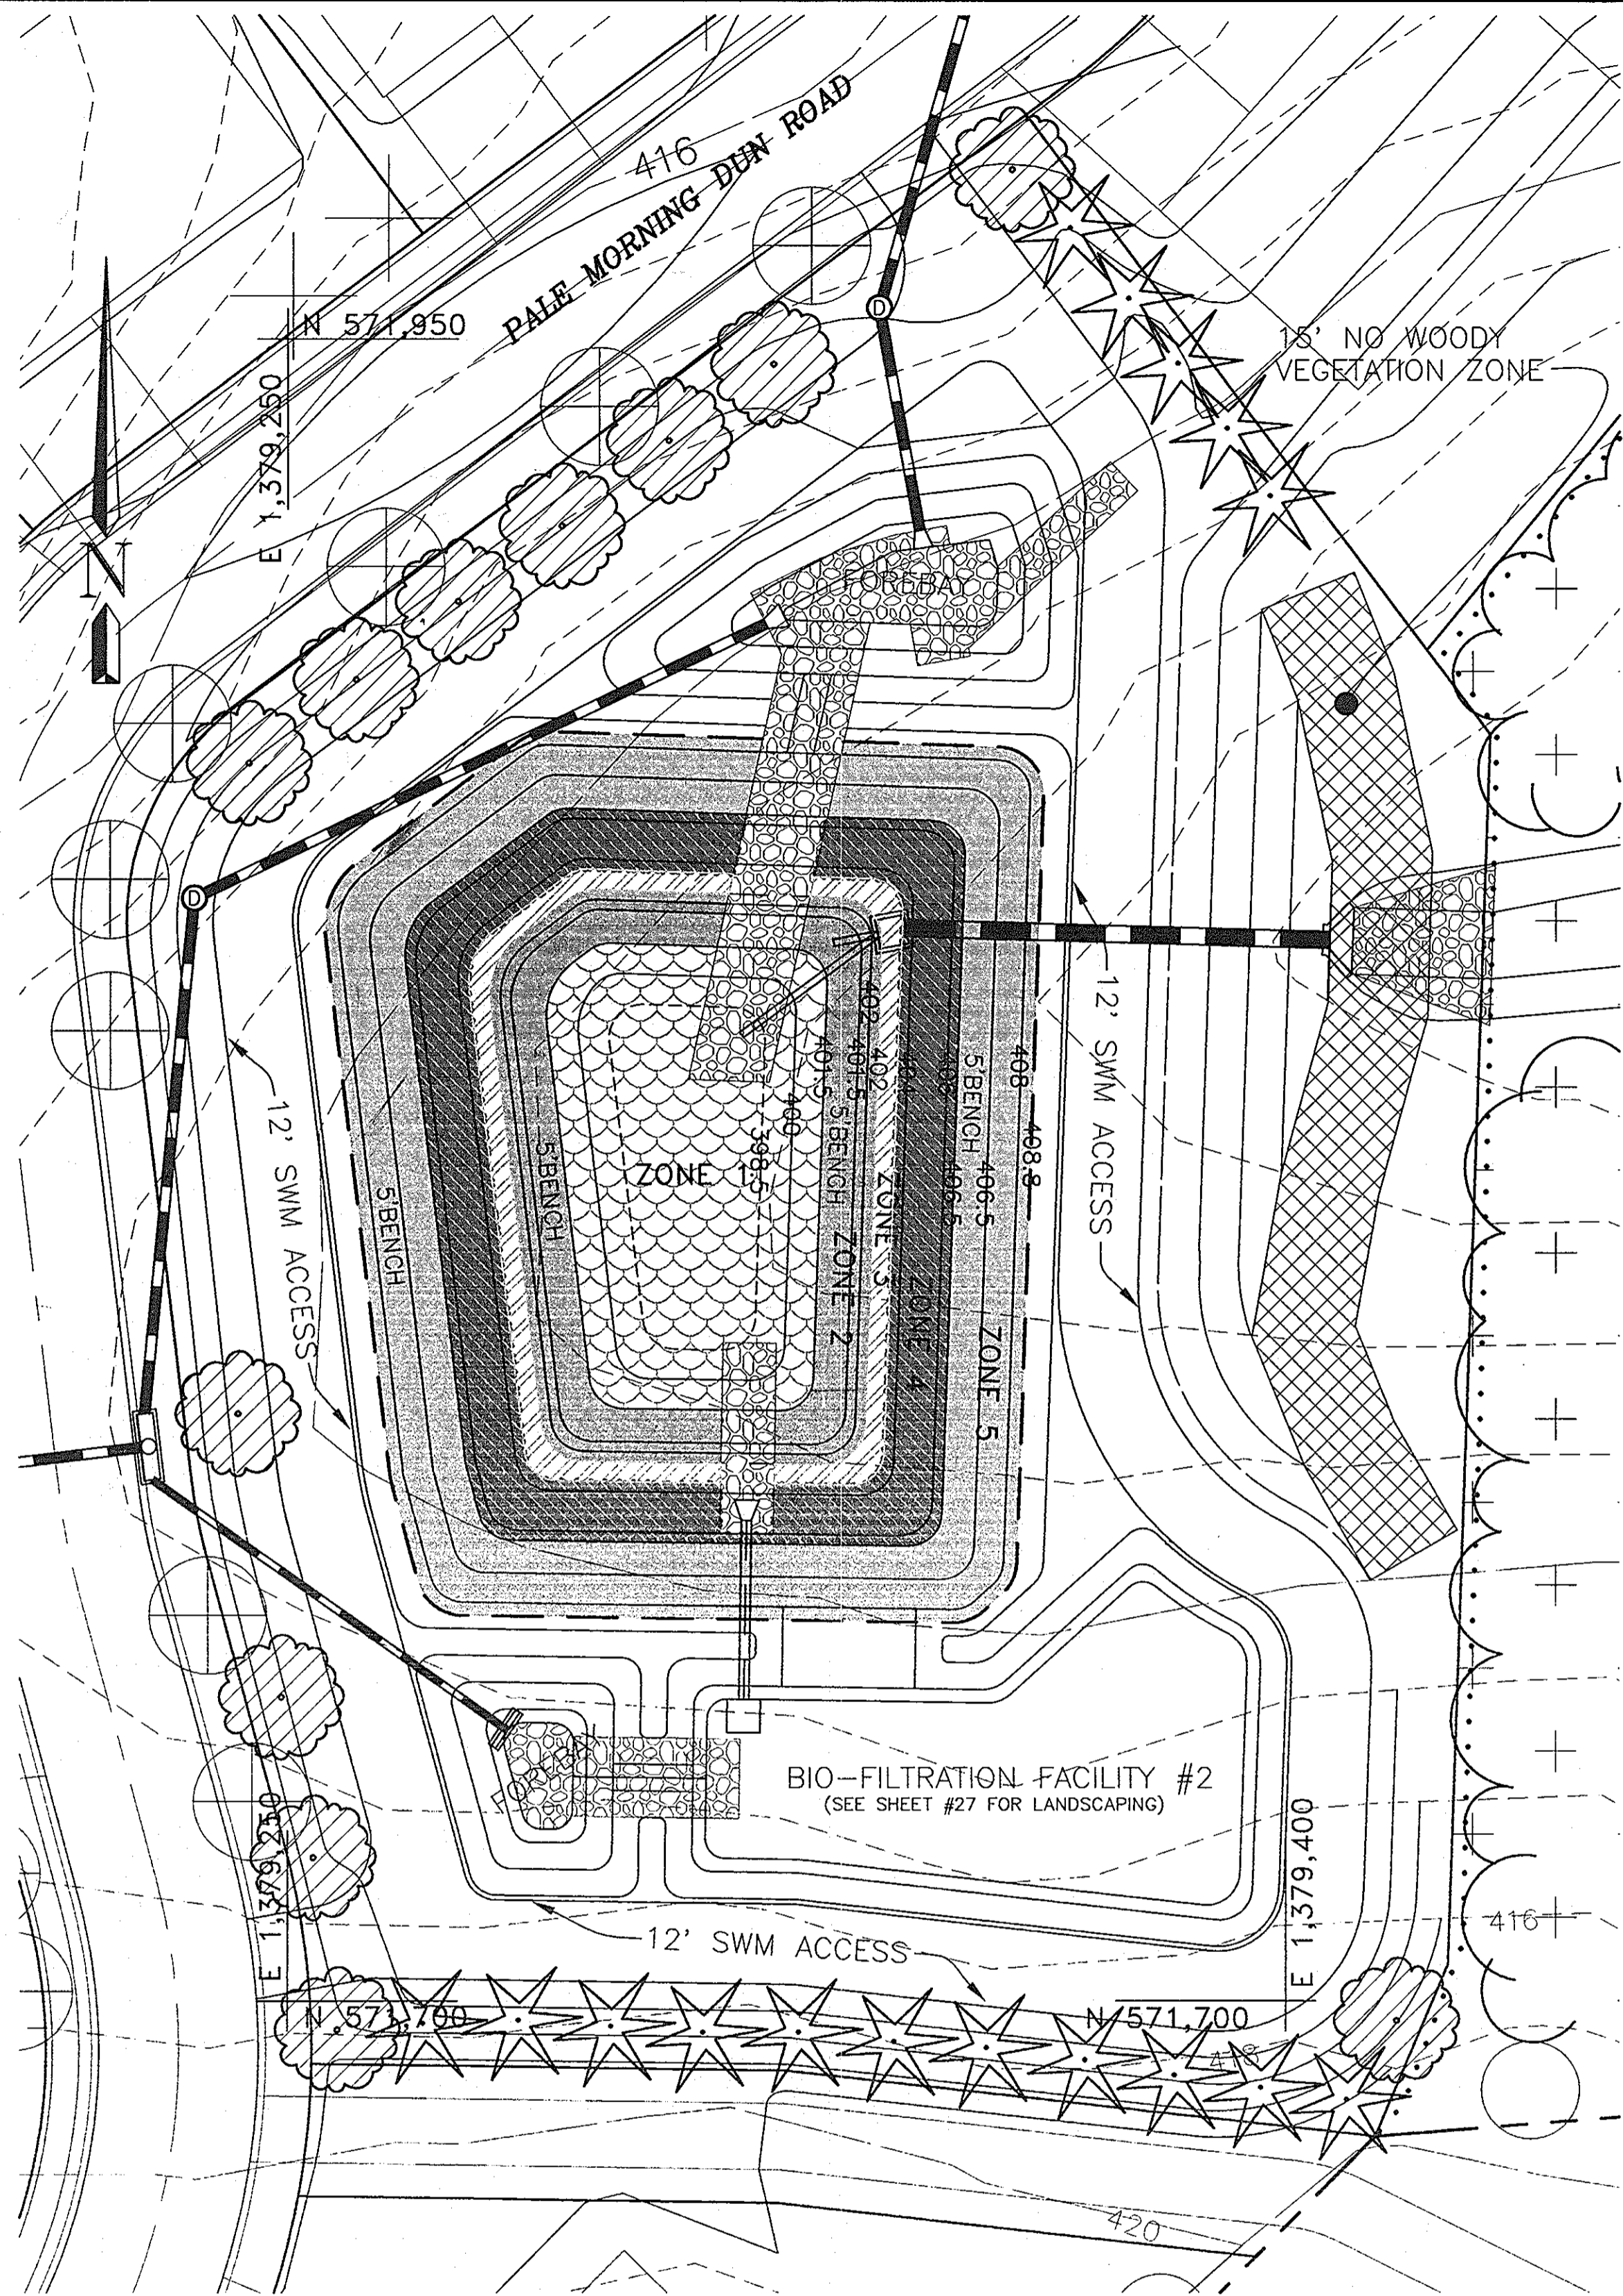 416
PALE MORNING DUN ROAD
N 571,950
E 1,379,250
15' NO WOODY
VEGETATION ZONE
N
FOREBAY
D
D
12' SWM ACCESS
12' SWM ACCESS
5'BENCH
5'BENCH
ZONE 1
398.5
400
401.5
401.5
402
402
5'BENCH
ZONE 2
ZONE 3
ZONE 4
406.5
5'BENCH
406.5
408
408.8
ZONE 5
FOREBAY
BIO-FILTRATION FACILITY #2
(SEE SHEET #27 FOR LANDSCAPING)
12' SWM ACCESS
E 1,379,250
N 571,700
E 1,379,400
N 571,700
416
418
420